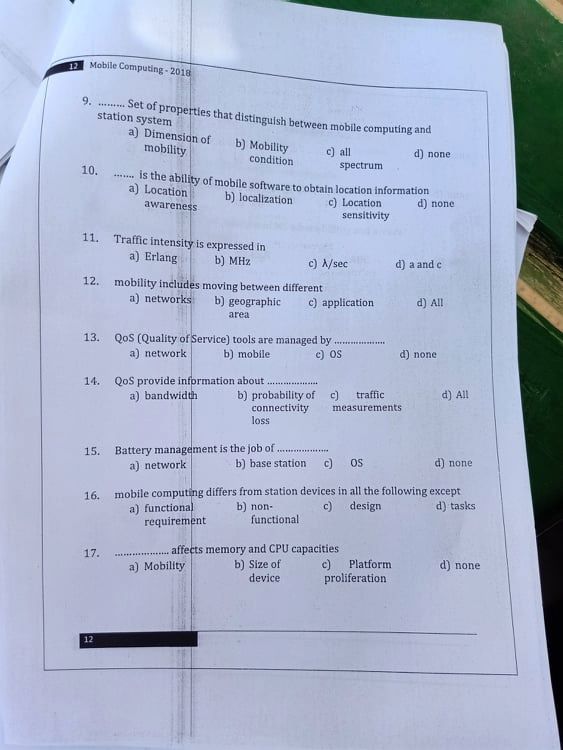 12 Mobile Computing - 2018
9. ......... Set of properties that distinguish between mobile computing and
station system
a) Dimension of b) Mobility c) all d) none
mobility condition spectrum
10. ....... is the ability of mobile software to obtain location information
a) Location b) localization c) Location d) none
awareness sensitivity
11. Traffic intensity is expressed in
a) Erlang b) MHz c) λ/sec d) a and c
12. mobility includes moving between different
a) networks b) geographic c) application d) All
area
13. QoS (Quality of Service) tools are managed by ...................
a) network b) mobile c) OS d) none
14. QoS provide information about ...................
a) bandwidth b) probability of c) traffic d) All
connectivity measurements
loss
15. Battery management is the job of ...................
a) network b) base station c) OS d) none
16. mobile computing differs from station devices in all the following except
a) functional b) non- c) design d) tasks
requirement functional
17. .................... affects memory and CPU capacities
a) Mobility b) Size of c) Platform d) none
device proliferation
12